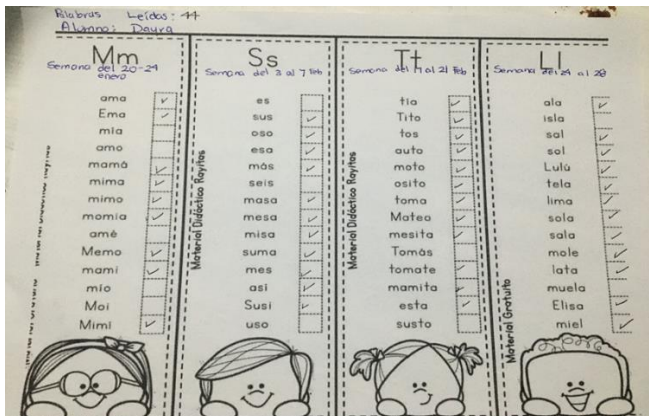 Palabras Leídas: 44
Alumno: Dayra
Mm
Semana del 20-24
enero
ama
Ema
mía
amo
mamá
mima
mimo
momia
amé
Memo
mami
mío
Moi
Mimi
Material Didáctico Rayitos
Ss
Semana del 3 al 7 Feb
es
sus
oso
esa
más
seis
masa
mesa
misa
suma
mes
así
Susi
uso
Material Didáctico Rayitos
Tt
Semana del 17 al 21 Feb
tía
Tito
tos
auto
moto
osito
toma
Mateo
mesita
Tomás
tomate
mamita
esta
susto
Material Gratuito
Ll
Semana del 24 al 28
ala
isla
sal
sol
Lulú
tela
lima
sola
sala
mole
lata
muela
Elisa
miel